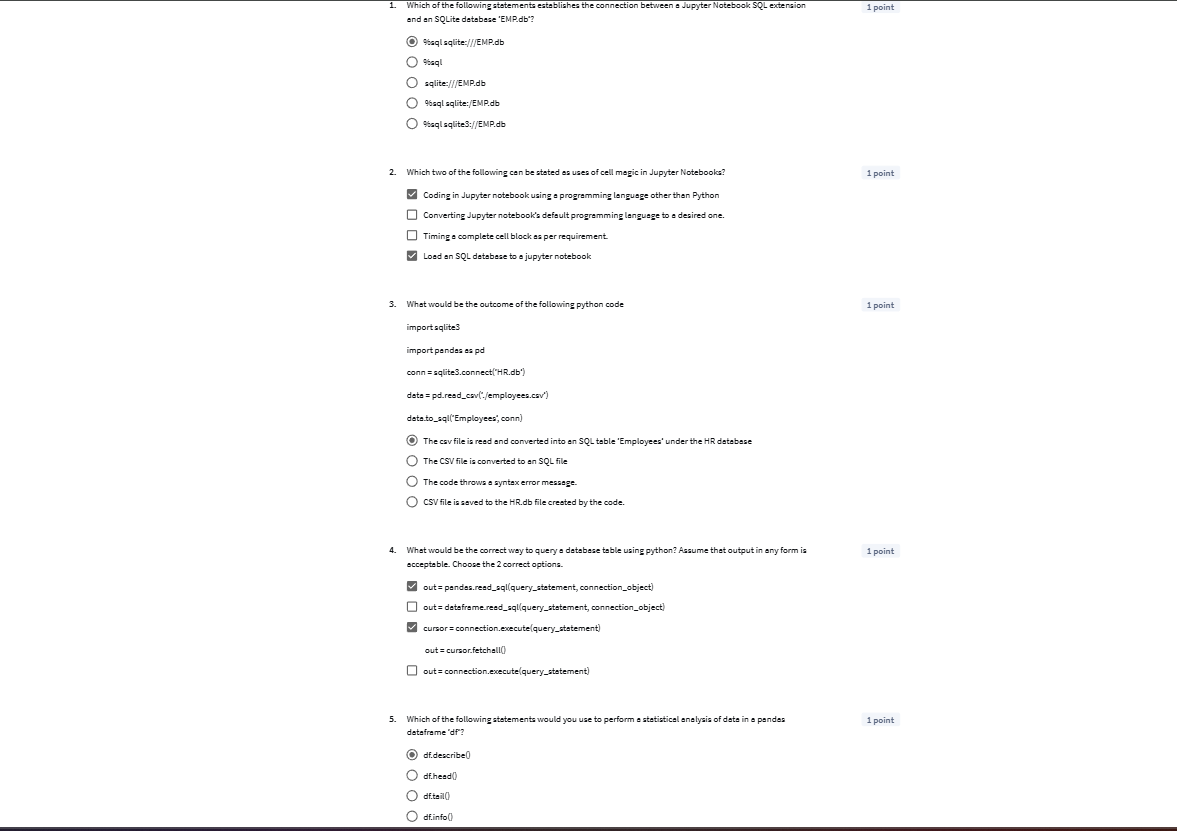 1. Which of the following statements establishes the connection between a Jupyter Notebook SQL extension 1 point
and an SQLite database 'EMP.db'?
%sql sqlite:///EMP.db
%sql
sqlite:///EMP.db
%sql sqlite:/EMP.db
%sql sqlite3://EMP.db
2. Which two of the following can be stated as uses of cell magic in Jupyter Notebooks? 1 point
Coding in Jupyter notebook using a programming language other than Python
Converting Jupyter notebook's default programming language to a desired one.
Timing a complete cell block as per requirement.
Load an SQL database to a jupyter notebook
3. What would be the outcome of the following python code 1 point
import sqlite3
import pandas as pd
conn = sqlite3.connect('HR.db')
data = pd.read_csv('./employees.csv')
data.to_sql('Employees', conn)
The csv file is read and converted into an SQL table 'Employees' under the HR database
The CSV file is converted to an SQL file
The code throws a syntax error message.
CSV file is saved to the HR.db file created by the code.
4. What would be the correct way to query a database table using python? Assume that output in any form is 1 point
acceptable. Choose the 2 correct options.
out = pandas.read_sql(query_statement, connection_object)
out = dataframe.read_sql(query_statement, connection_object)
cursor = connection.execute(query_statement)
out = cursor.fetchall()
out = connection.execute(query_statement)
5. Which of the following statements would you use to perform a statistical analysis of data in a pandas 1 point
dataframe 'df'?
df.describe()
df.head()
df.tail()
df.info()